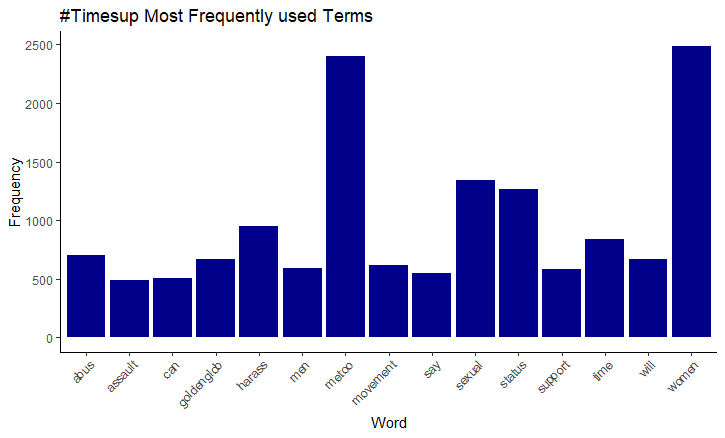 #Timesup Most Frequently used Terms
2500
2000
1500
1000
500
0
Frequency
abus
assault
can
goldenglob
harass
men
metoo
movement
say
sexual
status
support
time
will
women
Word